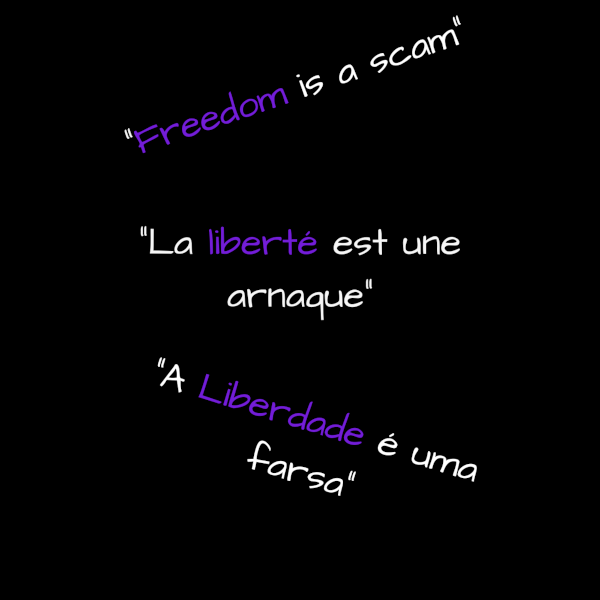 "Freedom is a scam"
"La liberté est une
arnaque"
"A Liberdade é uma
farsa"